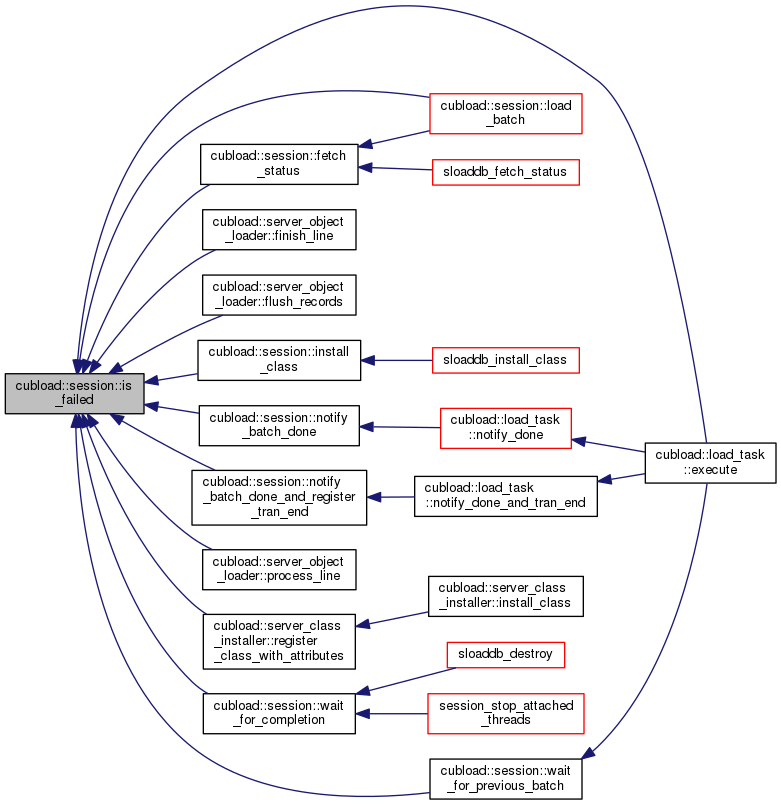 cubload::session::is
_failed
cubload::session::load
_batch
cubload::session::fetch
_status
sloaddb_fetch_status
cubload::server_object
_loader::finish_line
cubload::server_object
_loader::flush_records
cubload::session::install
_class
sloaddb_install_class
cubload::session::notify
_batch_done
cubload::load_task
::notify_done
cubload::load_task
::execute
cubload::session::notify
_batch_done_and_register
_tran_end
cubload::load_task
::notify_done_and_tran_end
cubload::server_object
_loader::process_line
cubload::server_class
_installer::register
_class_with_attributes
cubload::server_class
_installer::install_class
cubload::session::wait
_for_completion
sloaddb_destroy
session_stop_attached
_threads
cubload::session::wait
_for_previous_batch